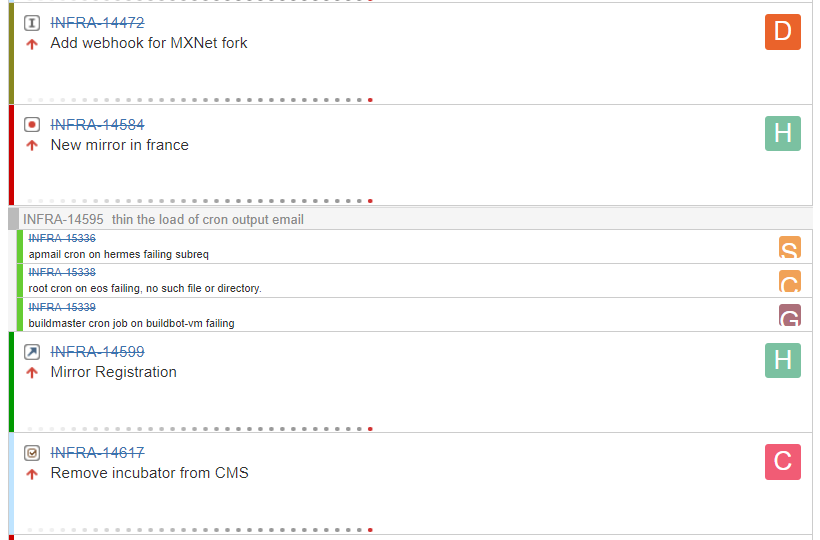 INFRA-14472
Add webhook for MXNet fork
D
INFRA-14584
New mirror in france
H
INFRA-14595 thin the load of cron output email
INFRA-15336
apmail cron on hermes failing subreq
S
INFRA-15338
root cron on eos failing, no such file or directory.
C
INFRA-15339
buildmaster cron job on buildbot-vm failing
G
INFRA-14599
Mirror Registration
H
INFRA-14617
Remove incubator from CMS
C